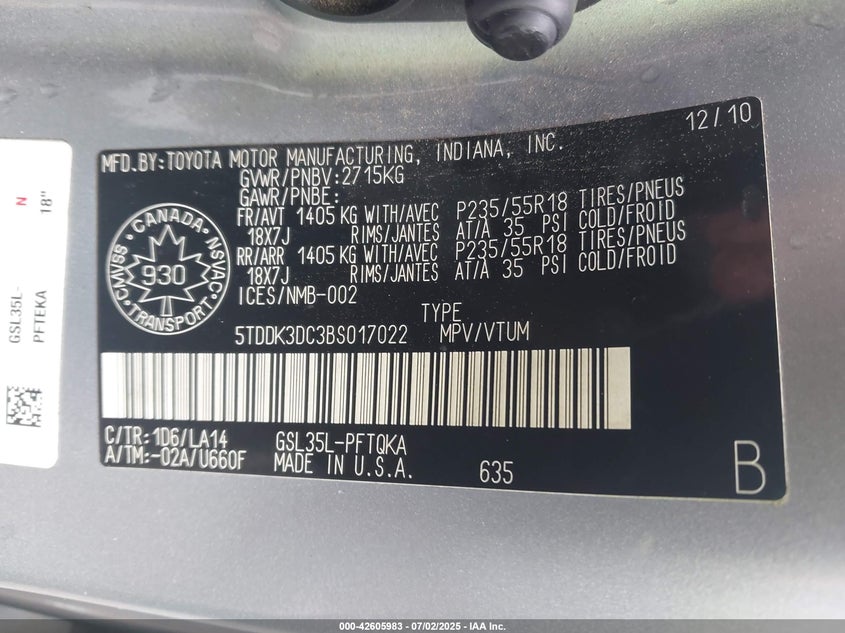 12/10
MFD.BY:TOYOTA MOTOR MANUFACTURING, INDIANA, INC.
GVWR/PNBV:2715KG
GAWR/PNBE:
FR/AVT 1405 KG WITH/AVEC P235/55R18 TIRES/PNEUS
18X7J RIMS/JANTES AT/A 35 PSI COLD/FROID
RR/ARR 1405 KG WITH/AVEC P235/55R18 TIRES/PNEUS
18X7J RIMS/JANTES AT/A 35 PSI COLD/FROID
ICES/NMB-002
CANADA
CMVSS
NSVAC
930
TRANSPORT
TYPE
5TDDK3DC3BS017022 MPV/VTUM
C/TR:1D6/LA14 GSL35L-PFTQKA
A/TM:-02A/U660F MADE IN U.S.A. 635
B
GSL35L-
PFTEKA
N
18"
000-42605983 / 07/02/2025 - IAA Inc.